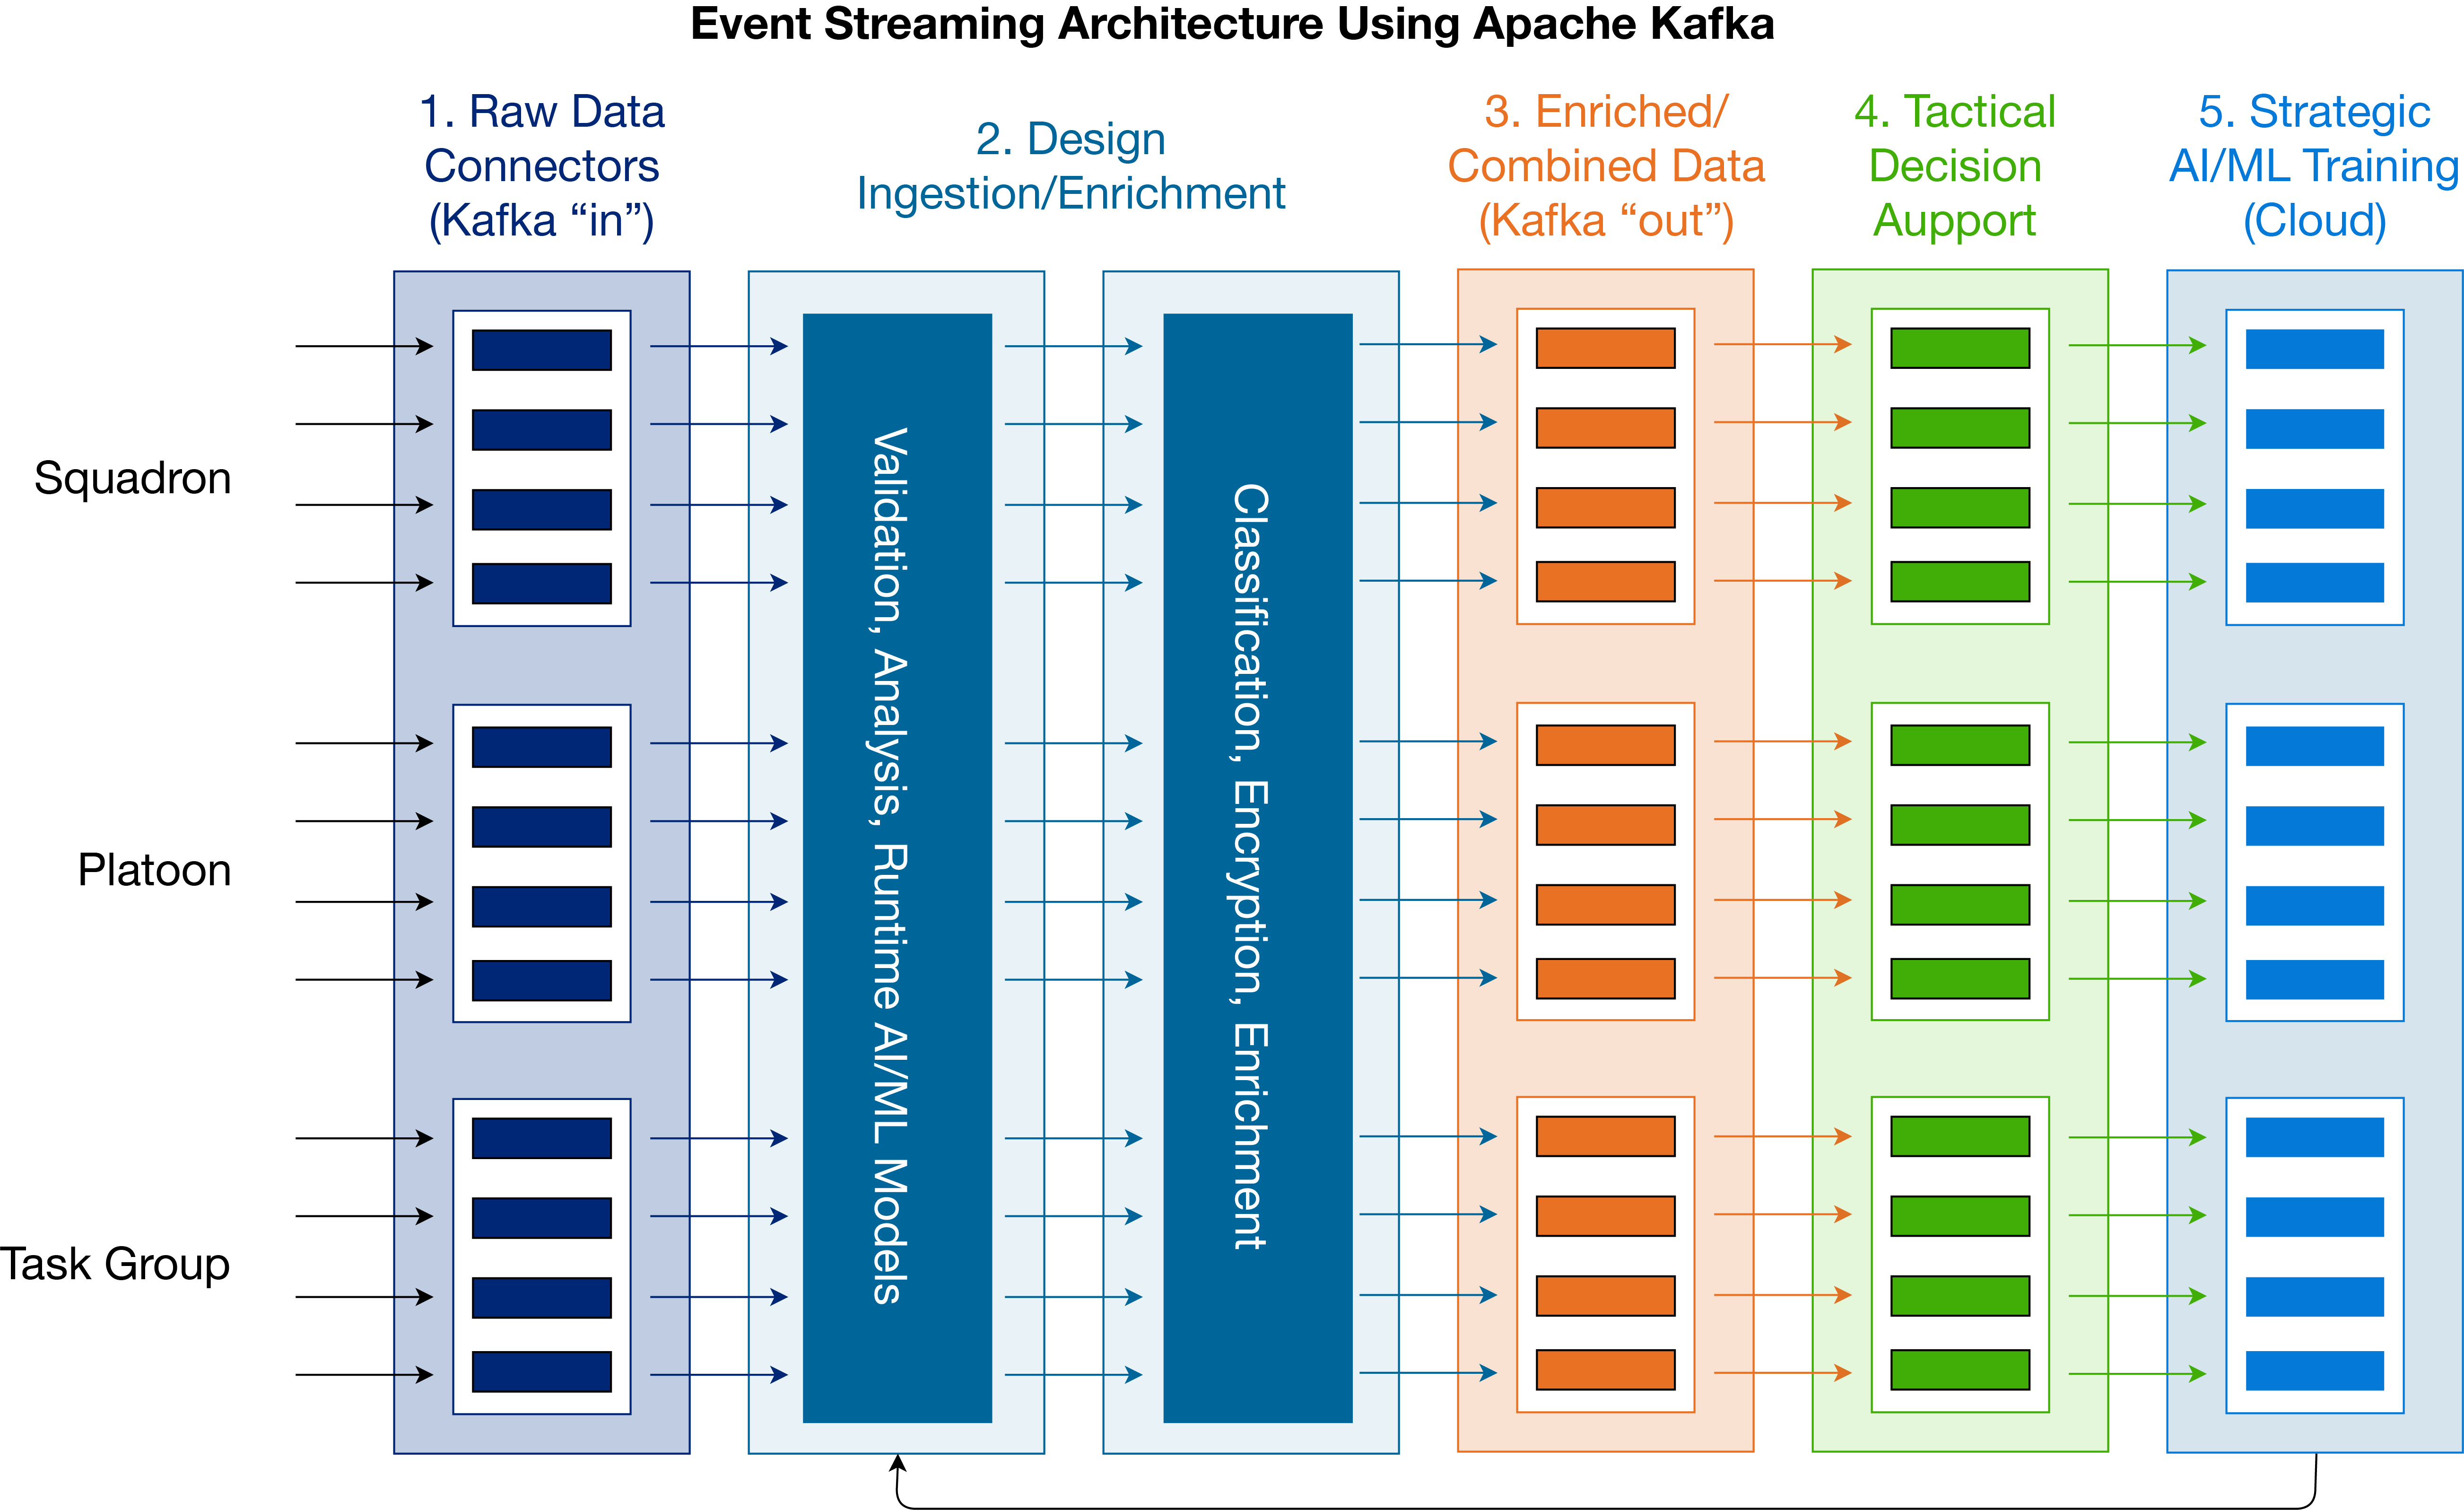 Event Streaming Architecture Using Apache Kafka
1. Raw Data
Connectors
(Kafka “in”)
2. Design
Ingestion/Enrichment
3. Enriched/
Combined Data
(Kafka “out”)
4. Tactical
Decision
Aupport
5. Strategic
AI/ML Training
(Cloud)
Squadron
Platoon
Task Group
Validation, Analysis, Runtime AI/ML Models
Classification, Encryption, Enrichment